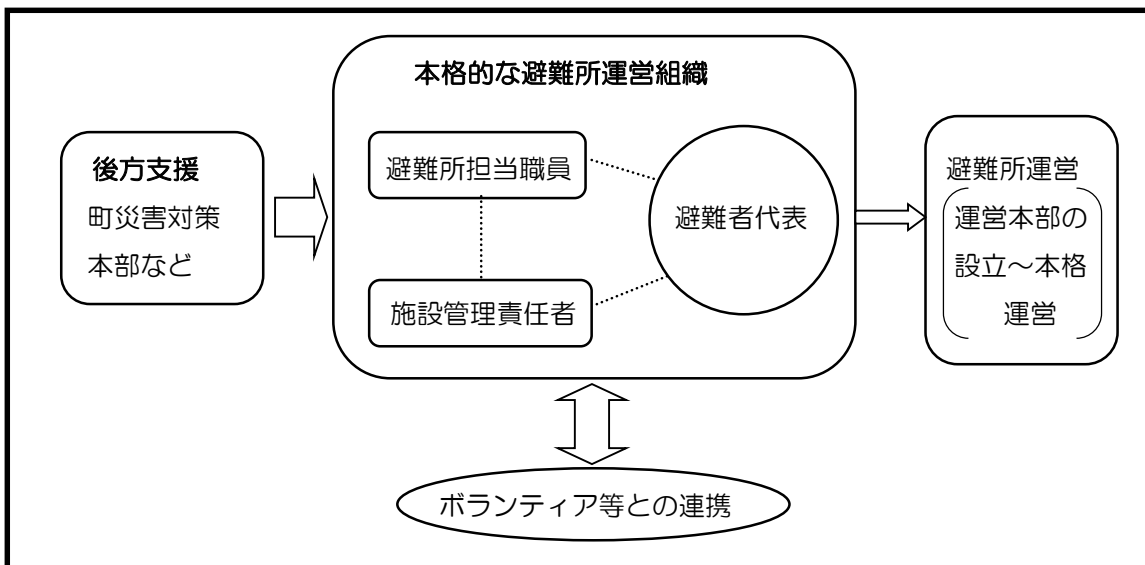 本格的な避難所運営組織
後方支援
町災害対策
本部など
避難所担当職員
施設管理責任者
避難者代表
避難所運営
運営本部の
設立～本格
運営
ボランティア等との連携